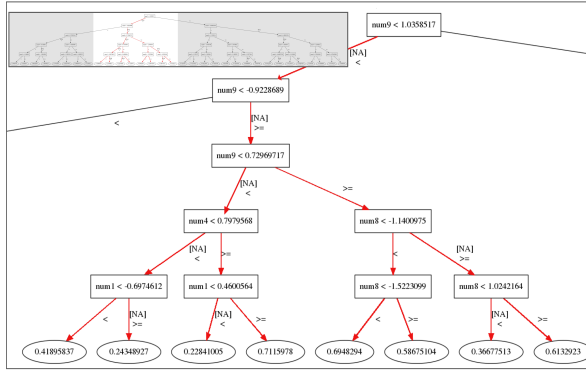 num9 < 1.0358517
[NA]
<
num9 < -0.9228689
<
[NA]
>=
num9 < 0.72969717
[NA]
<
>=
num4 < 0.7979568
num8 < -1.1400975
[NA]
<
>=
<
[NA]
>=
num1 < -0.6974612
num1 < 0.4600564
num8 < -1.5223099
num8 < 1.0242164
<
[NA]
>=
[NA]
<
>=
<
>=
[NA]
<
>=
0.41895837
0.24348927
0.22841005
0.7115978
0.6948294
0.58675104
0.36677513
0.6132923